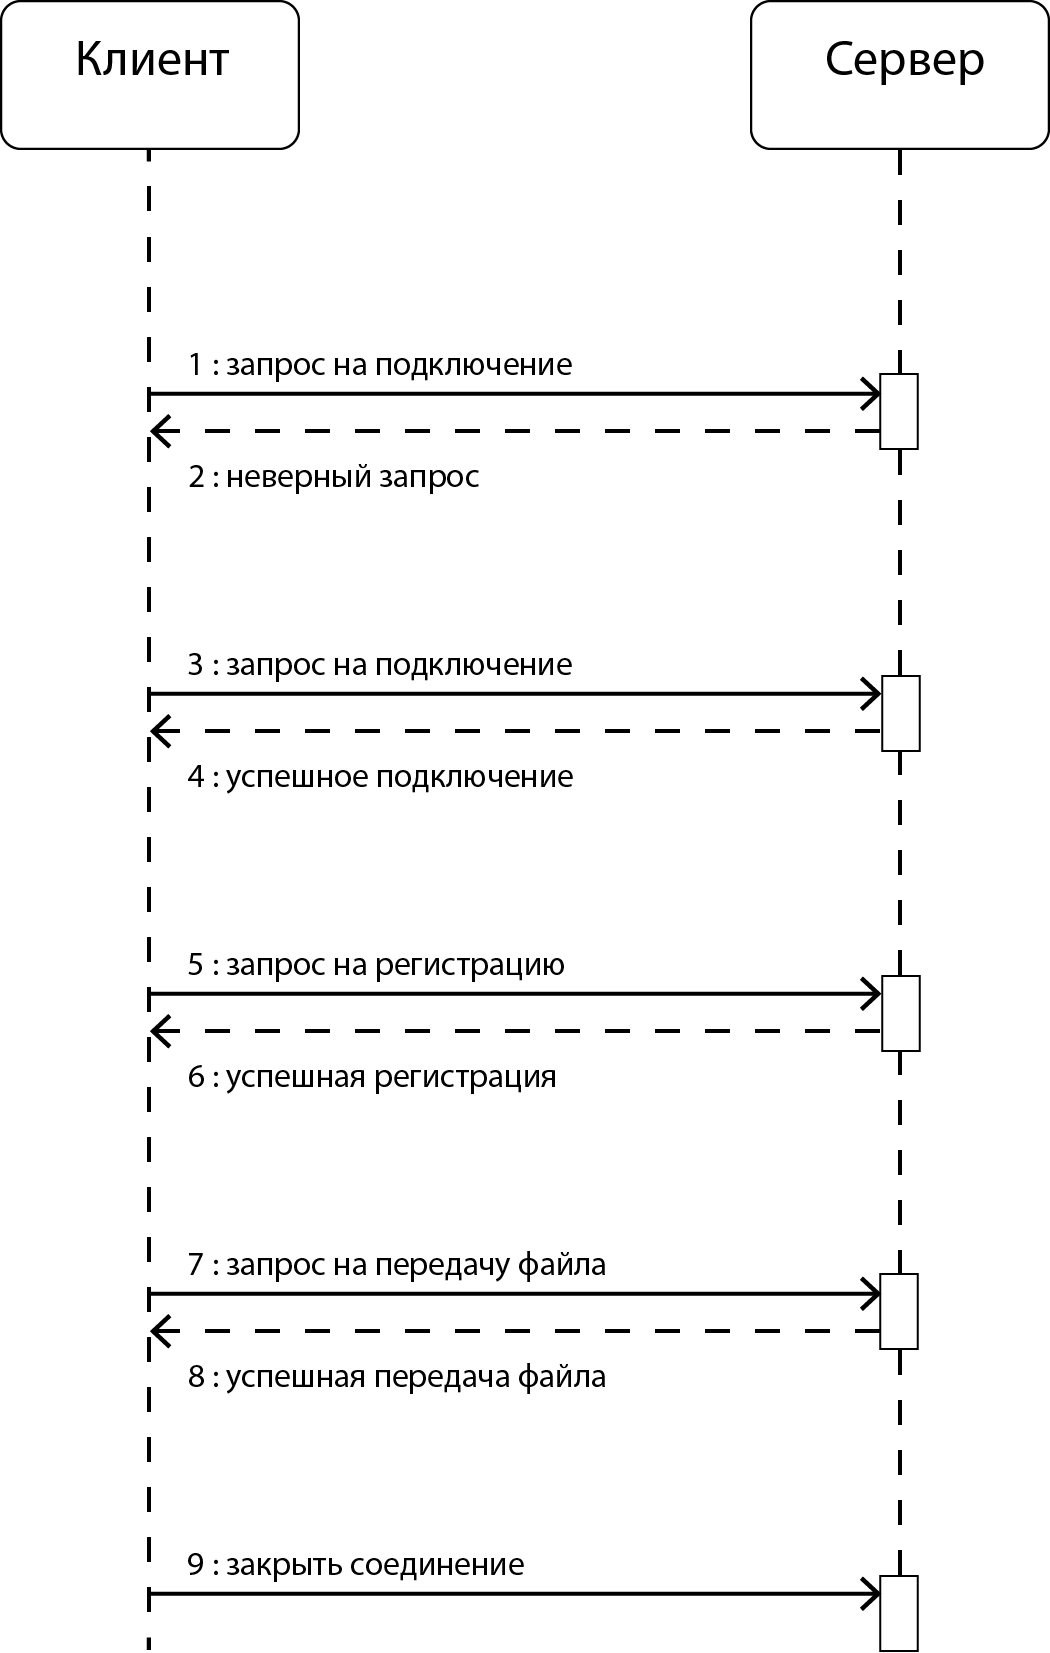 Клиент
Сервер
1 : запрос на подключение
2 : неверный запрос
3 : запрос на подключение
4 : успешное подключение
5 : запрос на регистрацию
6 : успешная регистрация
7 : запрос на передачу файла
8 : успешная передача файла
9 : закрыть соединение